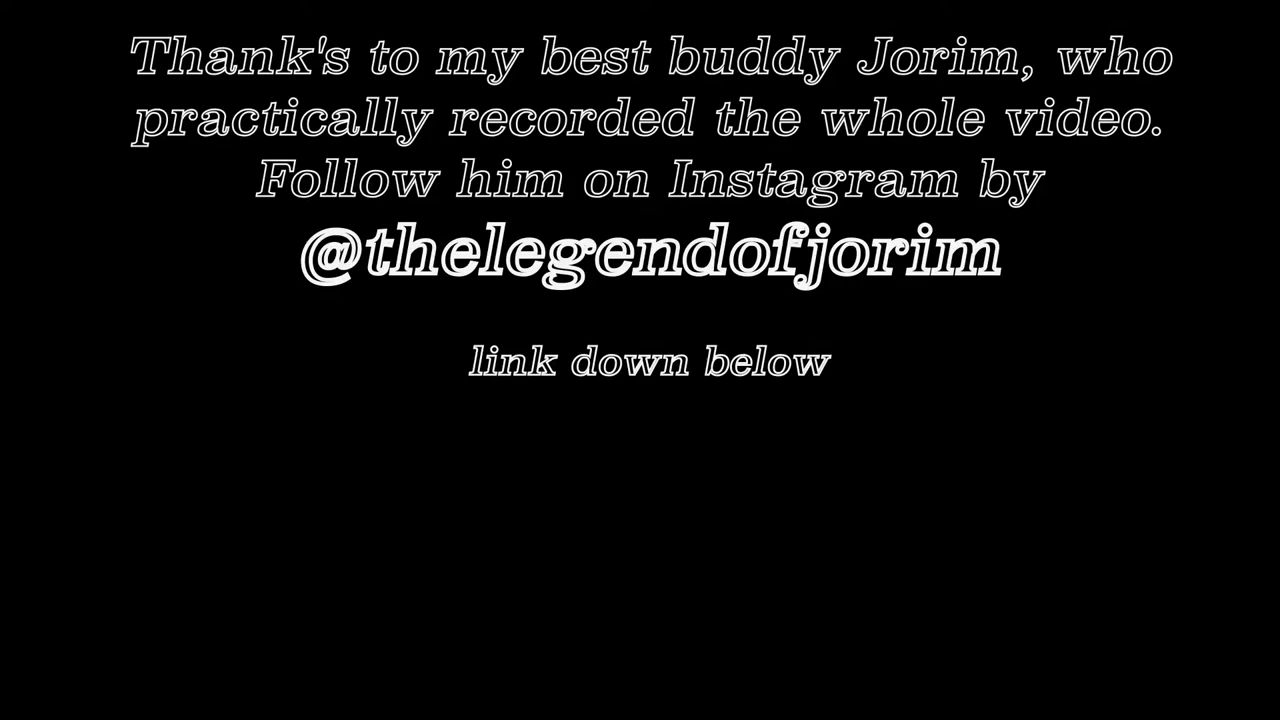 Thank's to my best buddy Jorim, who
practically recorded the whole video.
Follow him on Instagram by
@thelegendofjorim
link down below